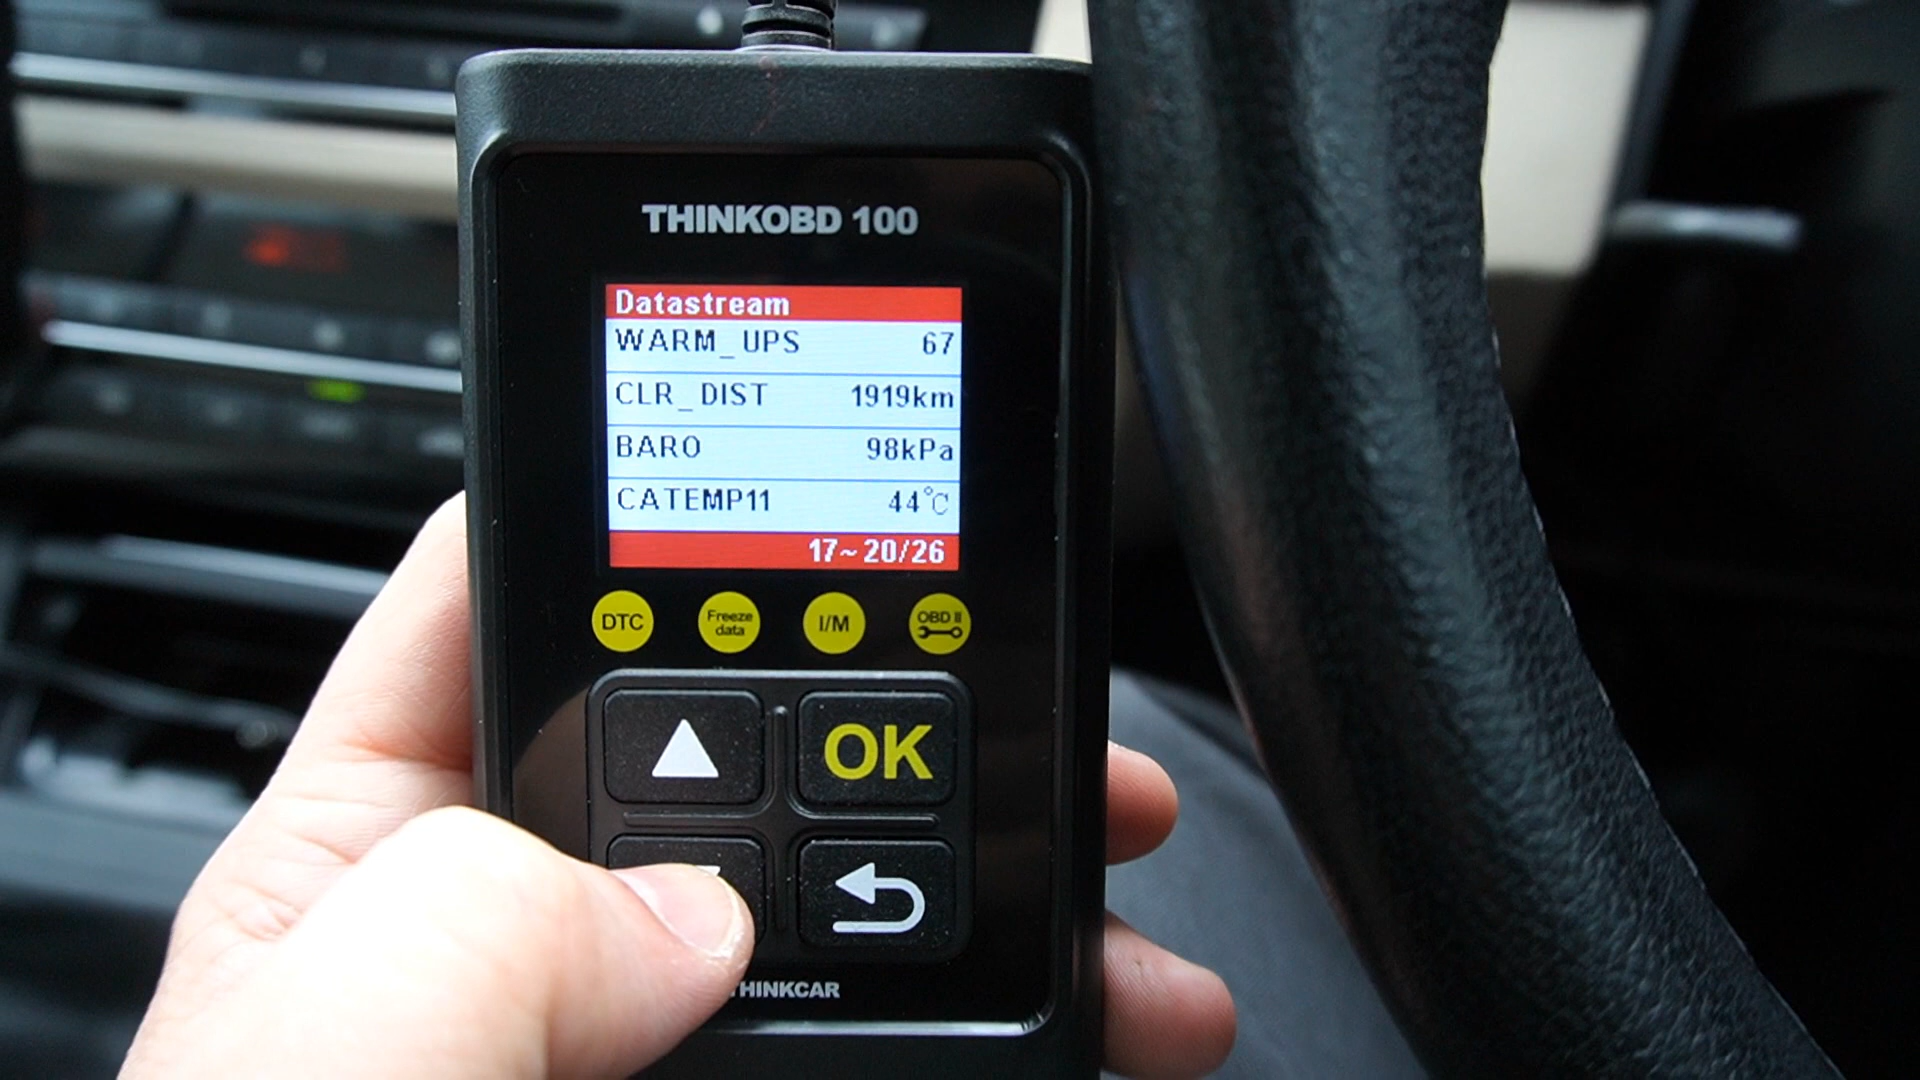 THINKOBD 100
Datastream
WARM_UPS 67
CLR_DIST 1919km
BARO 98kPa
CATEMP11 44°C
17~20/26
DTC
Freeze data
I/M
OBD II
OK
THINKCAR